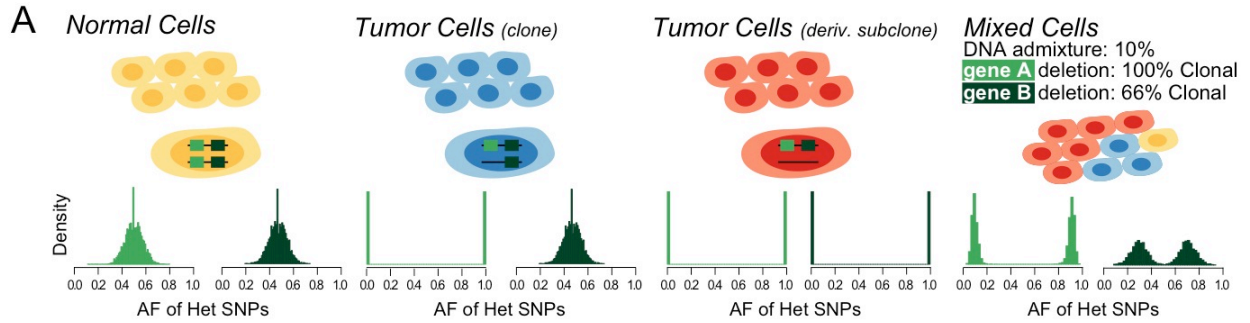 A
Normal Cells
Tumor Cells (clone)
Tumor Cells (deriv. subclone)
Mixed Cells
DNA admixture: 10%
gene A deletion: 100% Clonal
gene B deletion: 66% Clonal
Density
0.0 0.2 0.4 0.6 0.8 1.0
0.0 0.2 0.4 0.6 0.8 1.0
0.0 0.2 0.4 0.6 0.8 1.0
0.0 0.2 0.4 0.6 0.8 1.0
0.0 0.2 0.4 0.6 0.8 1.0
0.0 0.2 0.4 0.6 0.8 1.0
0.0 0.2 0.4 0.6 0.8 1.0
0.0 0.2 0.4 0.6 0.8 1.0
AF of Het SNPs
AF of Het SNPs
AF of Het SNPs
AF of Het SNPs